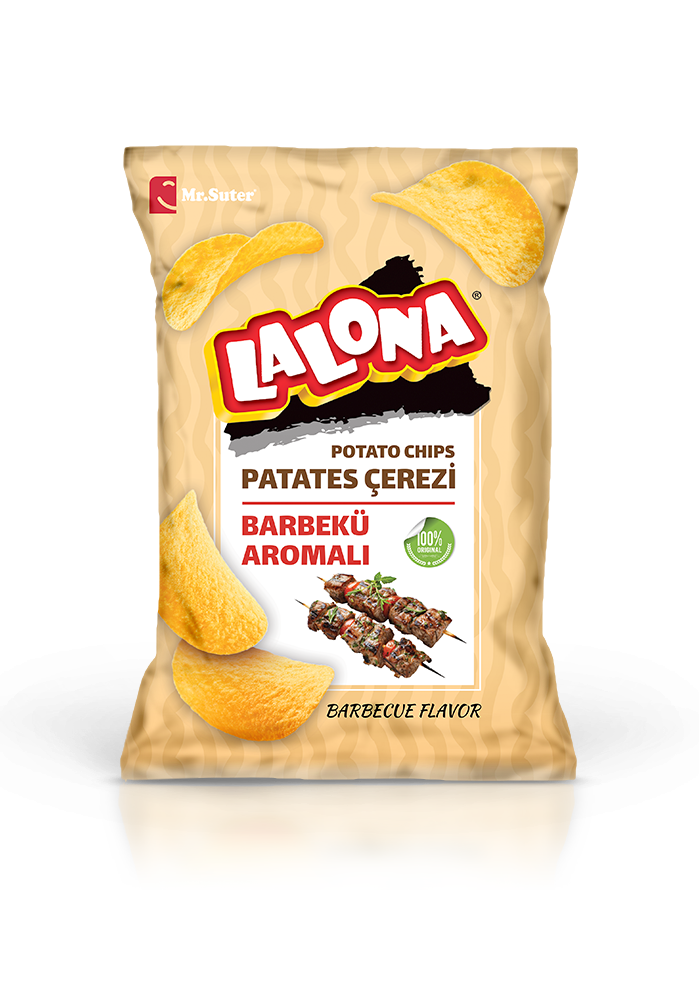 Mr.Suter
LALONA
®
POTATO CHIPS
PATATES ÇEREZİ
BARBEKÜ
AROMALI
100%
ORIGINAL
BARBECUE FLAVOR